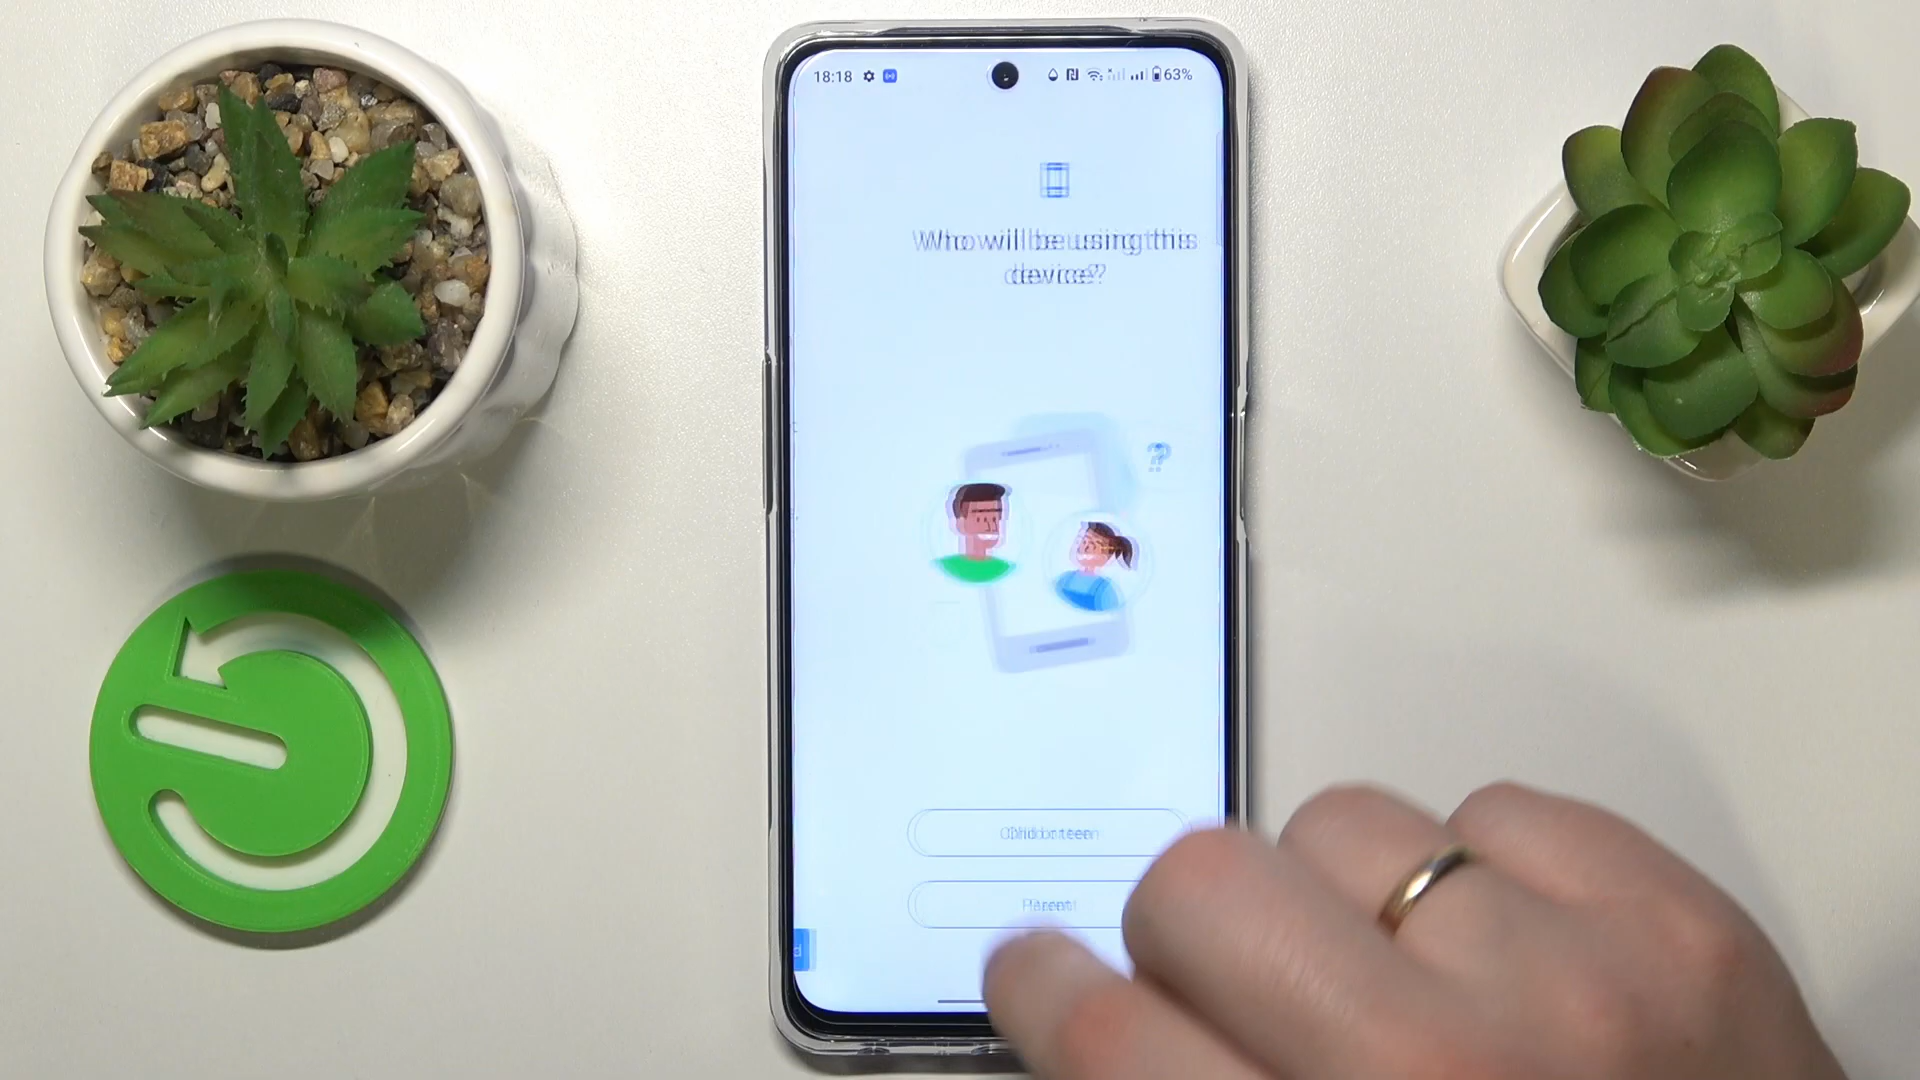 18:18 63%
Who will be using this
device?
Child or teen
Parent
d